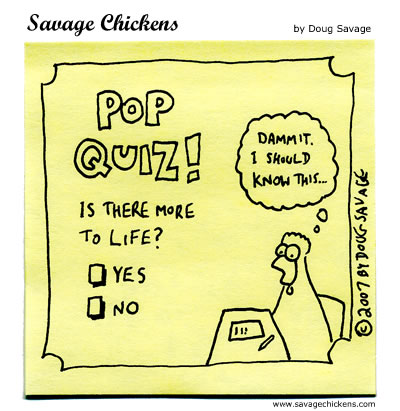 Savage Chickens
by Doug Savage
POP
QUIZ!
IS THERE MORE
TO LIFE?
YES
NO
DAMMIT.
I SHOULD
KNOW THIS...
© 2007 BY DOUG SAVAGE
www.savagechickens.com